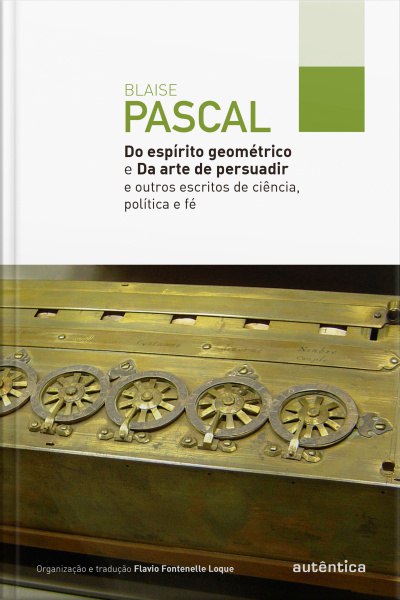 BLAISE
PASCAL
Do espírito geométrico
e Da arte de persuadir
e outros escritos de ciência,
política e fé
Organização e tradução Flavio Fontenelle Loque
autêntica